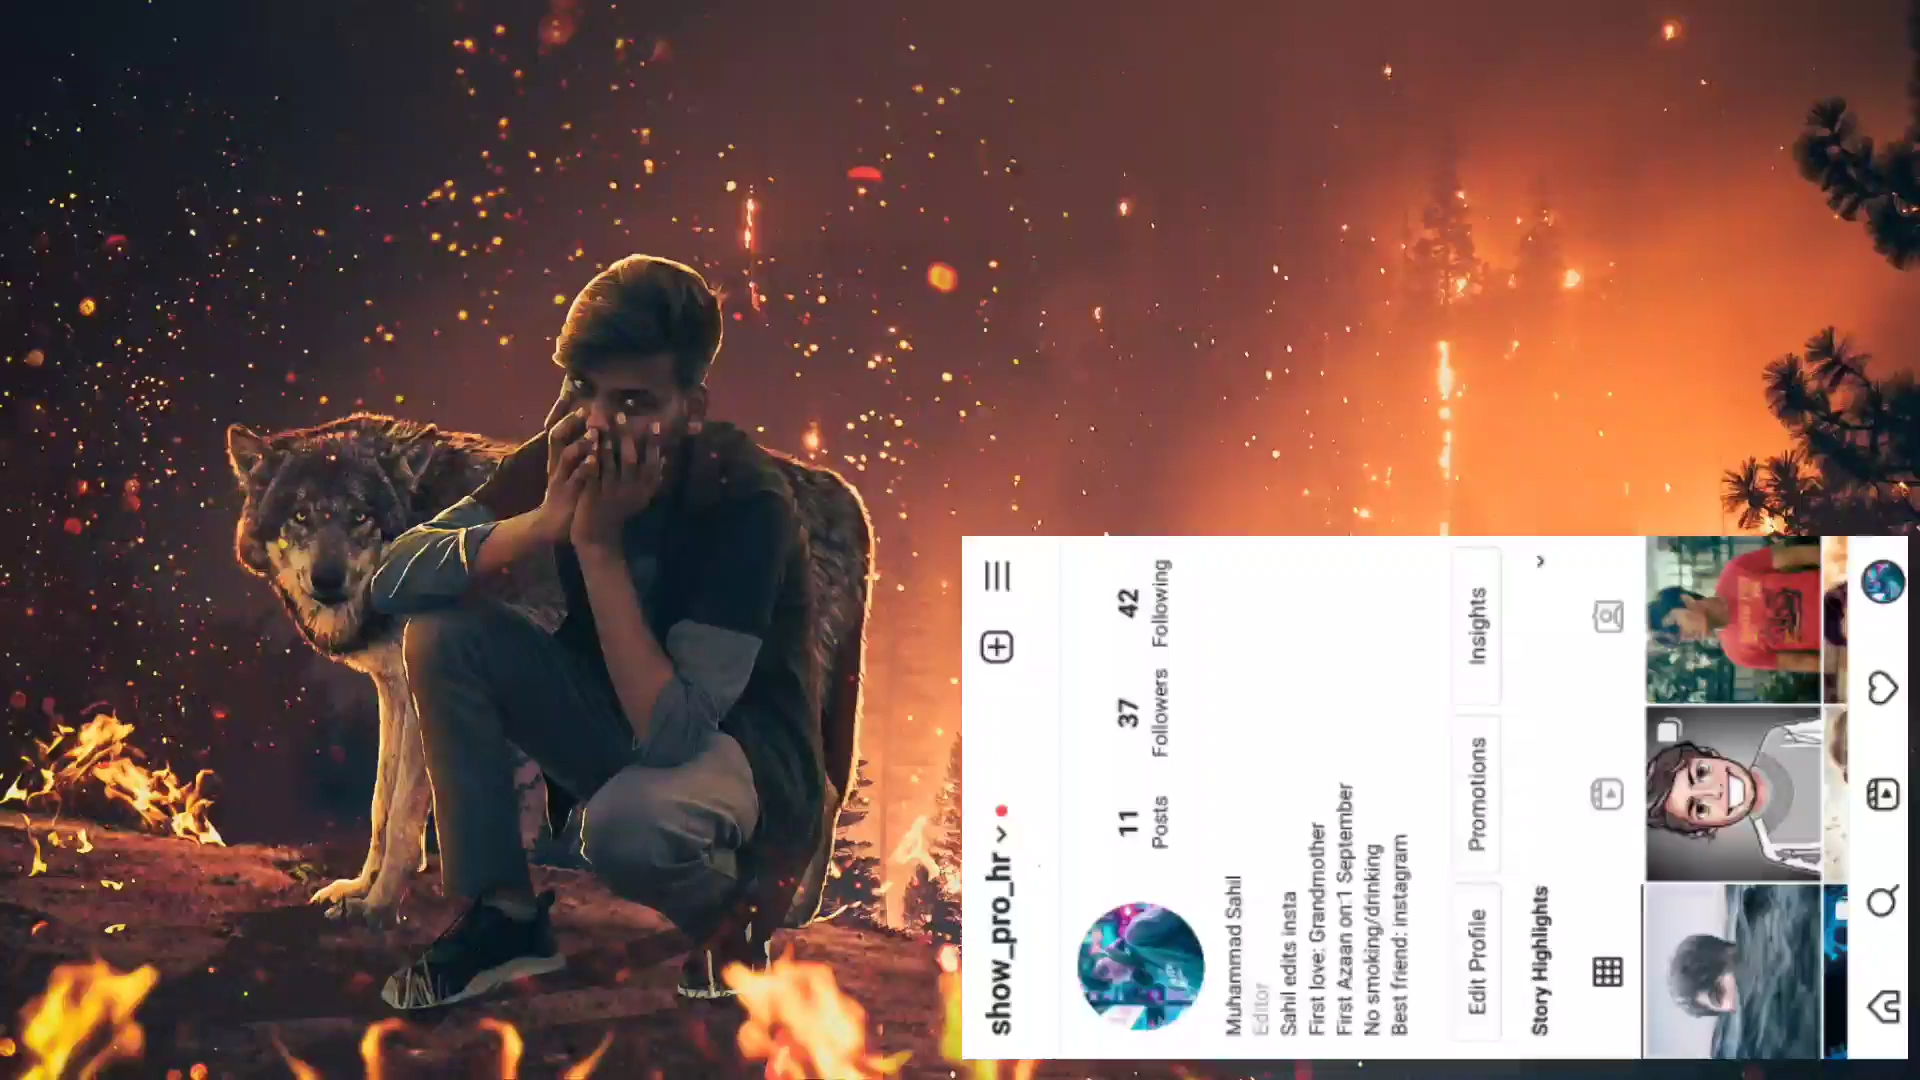 show_pro_hr
11
Posts
37
Followers
42
Following
Muhammad Sahil
Editor
Sahil edits insta
First love: Grandmother
First Azaan on:1 September
No smoking/drinking
Best friend: instagram
Edit Profile
Promotions
Insights
Story Highlights